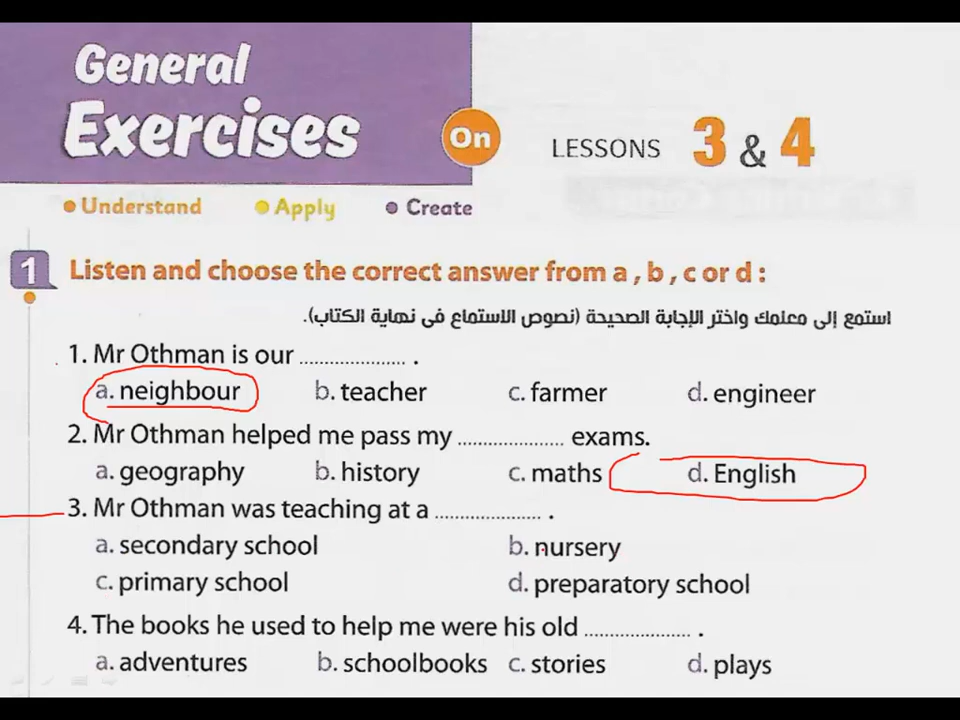 General
Exercises
On
LESSONS 3 & 4
Understand Apply Create
1 Listen and choose the correct answer from a , b , c or d :
استمع إلى معلمك واختر الإجابة الصحيحة (نصوص الاستماع فى نهاية الكتاب).
1. Mr Othman is our ..................... .
a. neighbour b. teacher c. farmer d. engineer
2. Mr Othman helped me pass my ..................... exams.
a. geography b. history c. maths d. English
3. Mr Othman was teaching at a ..................... .
a. secondary school b. nursery
c. primary school d. preparatory school
4. The books he used to help me were his old ..................... .
a. adventures b. schoolbooks c. stories d. plays